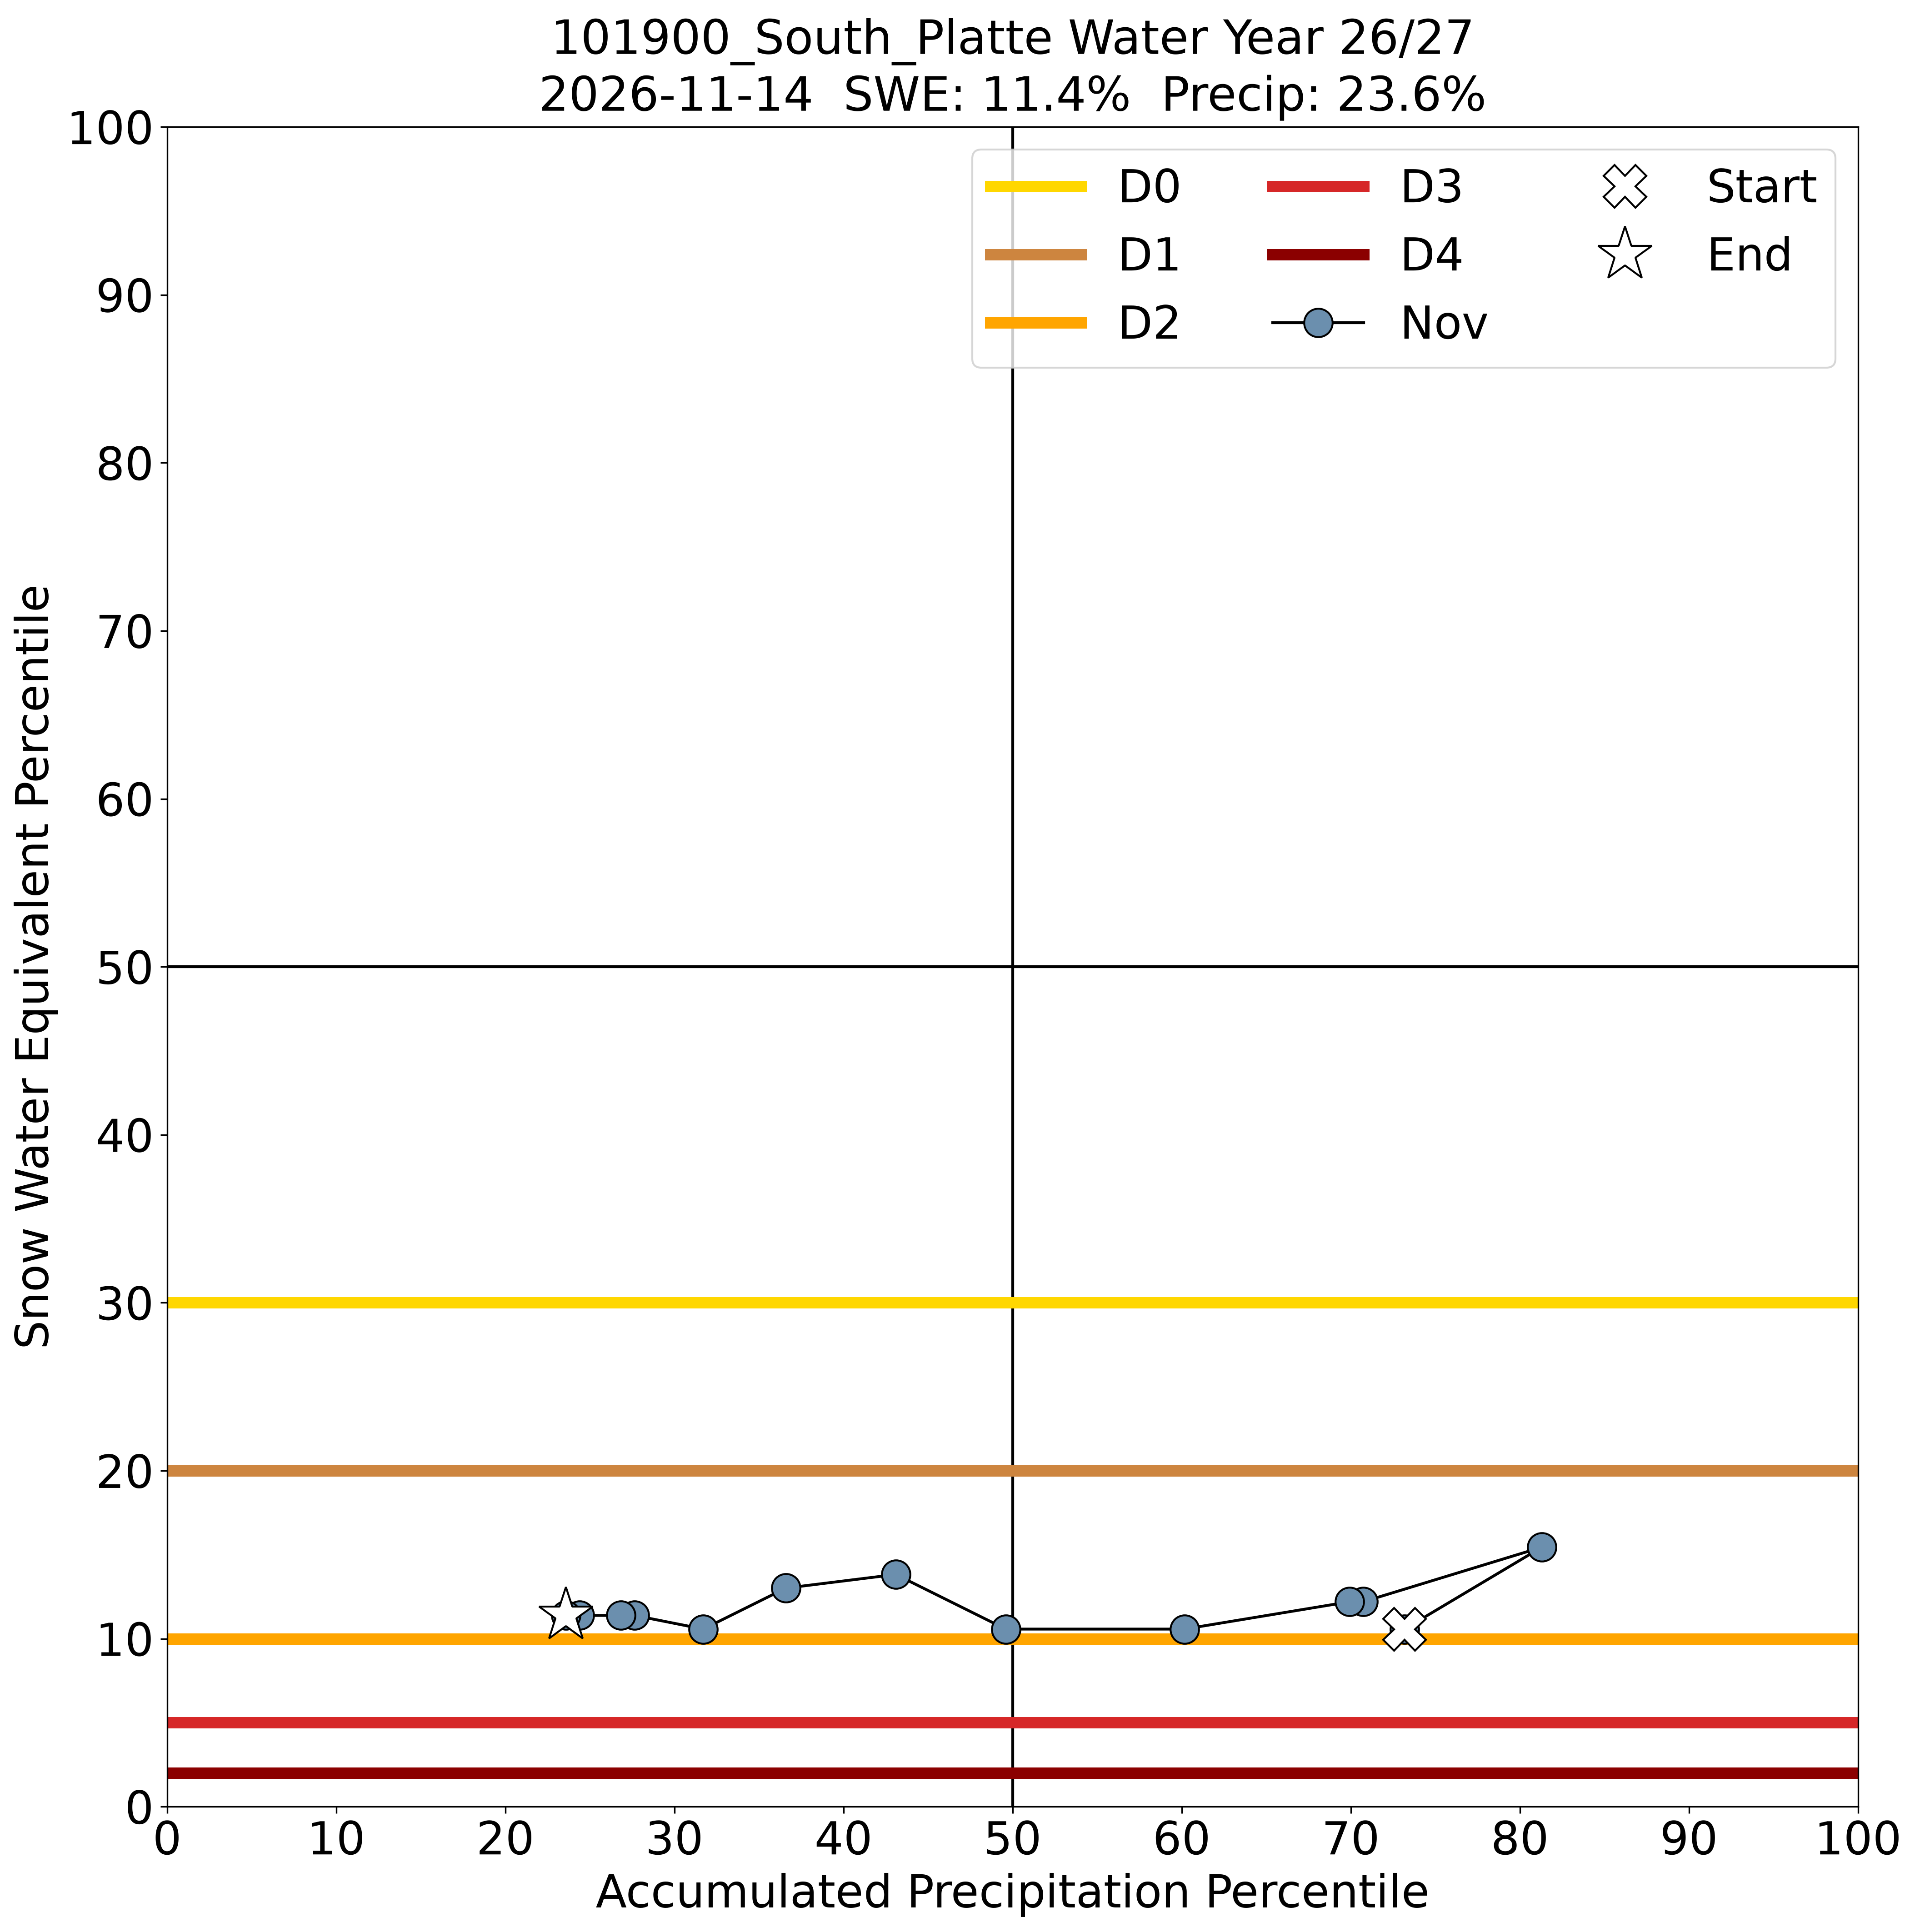 101900_South_Platte Water Year 26/27
2026-11-14  SWE: 11.4%  Precip: 23.6%
D0
D1
D2
D3
D4
Nov
Start
End
Snow Water Equivalent Percentile
100
90
80
70
60
50
40
30
20
10
0
0 10 20 30 40 50 60 70 80 90 100
Accumulated Precipitation Percentile